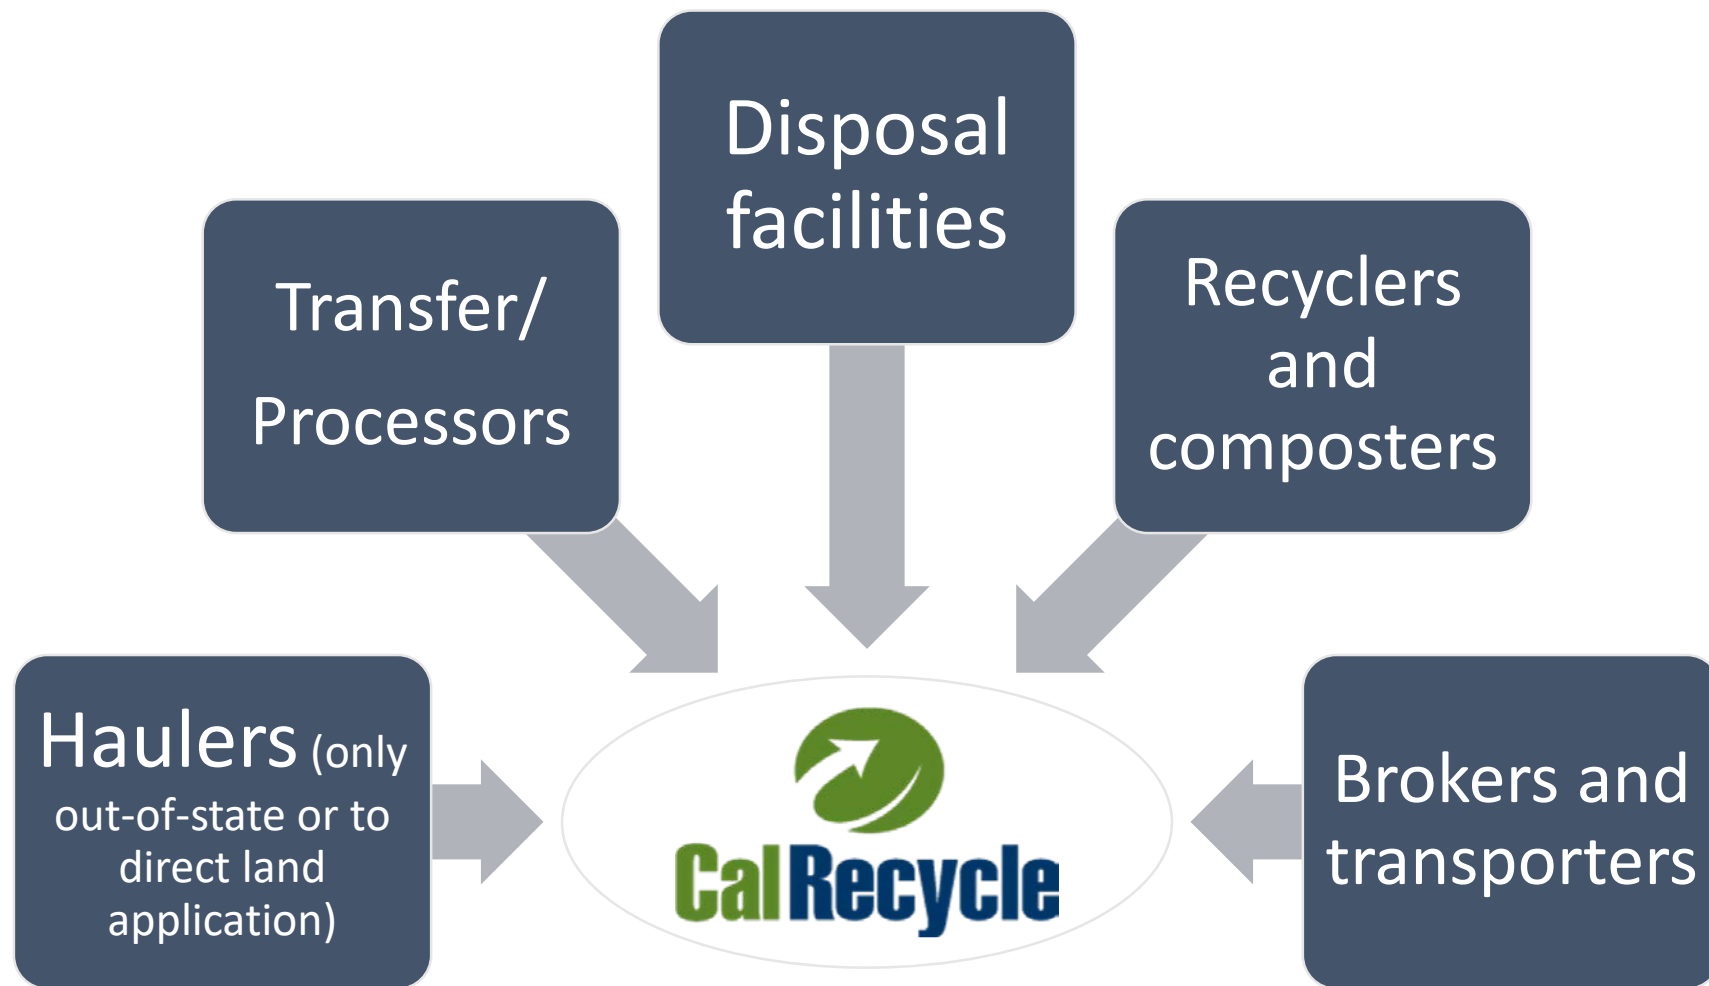 Disposal
facilities
Transfer/
Processors
Recyclers
and
composters
Haulers (only
out-of-state or to
direct land
application)
CalRecycle
Brokers and
transporters